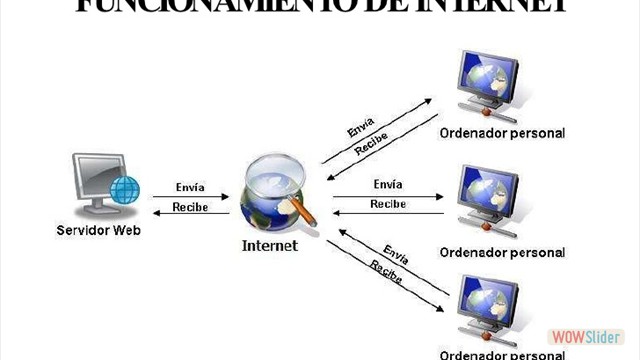 FUNCIONAMIENTO DE INTERNET
Envía
Recibe
Ordenador personal
Envía
Recibe
Servidor Web
Internet
Envía
Recibe
Ordenador personal
Envía
Recibe
Ordenador personal
WOWSlider